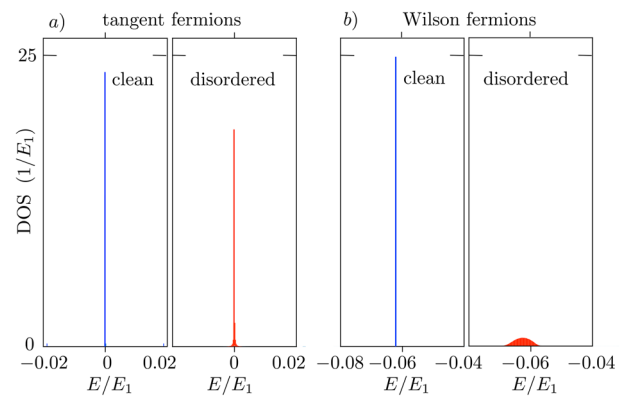 a) tangent fermions b) Wilson fermions
25
clean disordered clean disordered
DOS (1/E₁)
0
−0.02 0 0.02 0 0.02 −0.08 −0.06 −0.04 −0.06 −0.04
E/E₁ E/E₁ E/E₁ E/E₁